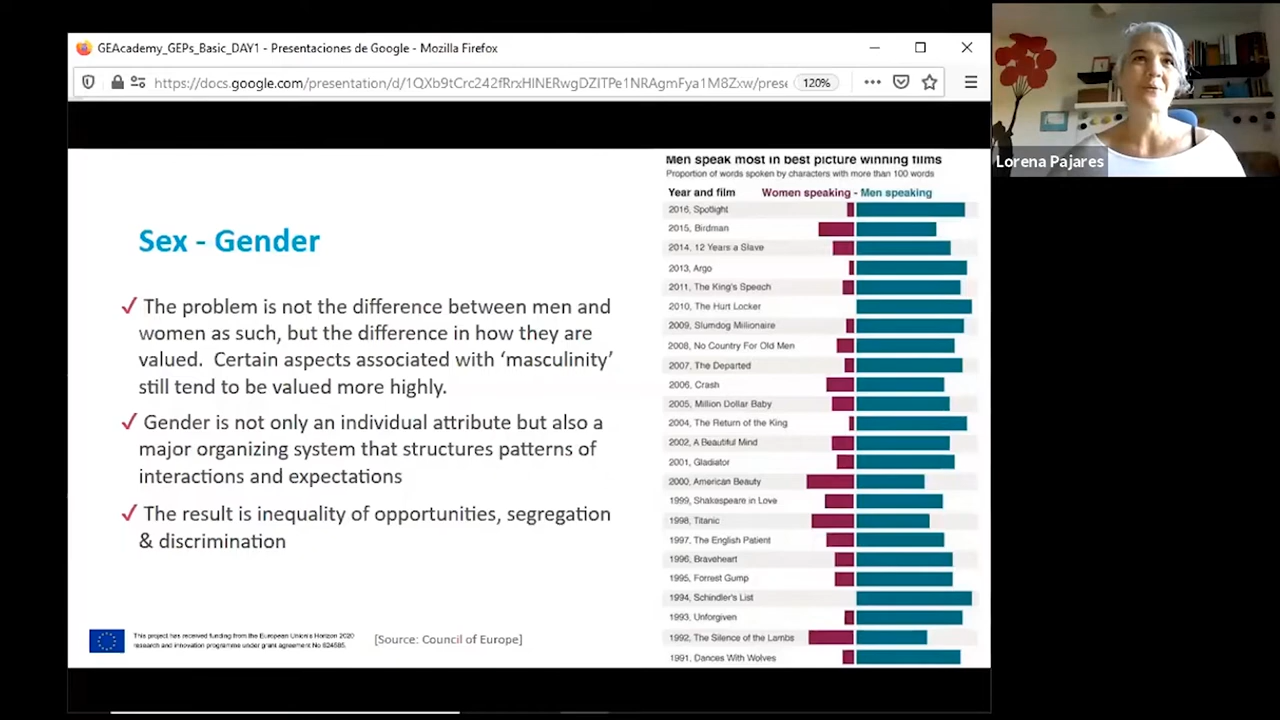 GEAcademy_GEPs_Basic_DAY1 - Presentaciones de Google - Mozilla Firefox
120%
Lorena Pajares
Sex - Gender
✓ The problem is not the difference between men and
women as such, but the difference in how they are
valued. Certain aspects associated with ‘masculinity’
still tend to be valued more highly.
✓ Gender is not only an individual attribute but also a
major organizing system that structures patterns of
interactions and expectations
✓ The result is inequality of opportunities, segregation
& discrimination
This project has received funding from the European Union's Horizon 2020
research and innovation programme under grant agreement No 824585.
[Source: Council of Europe]
Men speak most in best picture winning films
Proportion of words spoken by characters with more than 100 words
Year and film Women speaking - Men speaking
2016, Spotlight
2015, Birdman
2014, 12 Years a Slave
2013, Argo
2011, The King's Speech
2010, The Hurt Locker
2009, Slumdog Millionaire
2008, No Country For Old Men
2007, The Departed
2006, Crash
2005, Million Dollar Baby
2004, The Return of the King
2002, A Beautiful Mind
2001, Gladiator
2000, American Beauty
1999, Shakespeare in Love
1998, Titanic
1997, The English Patient
1996, Braveheart
1995, Forrest Gump
1994, Schindler's List
1993, Unforgiven
1992, The Silence of the Lambs
1991, Dances With Wolves